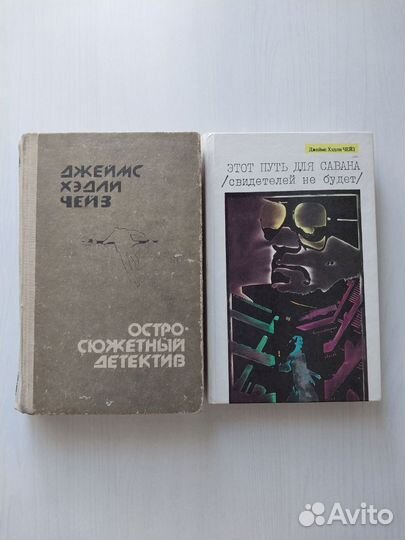 ДЖЕЙМС
ХЭДЛИ
ЧЕЙЗ
ОСТРО-
СЮЖЕТНЫЙ
ДЕТЕКТИВ
Джеймс Хэдли ЧЕЙЗ
ЭТОТ ПУТЬ ДЛЯ САВАНА
/свидетелей не будет/
Avito